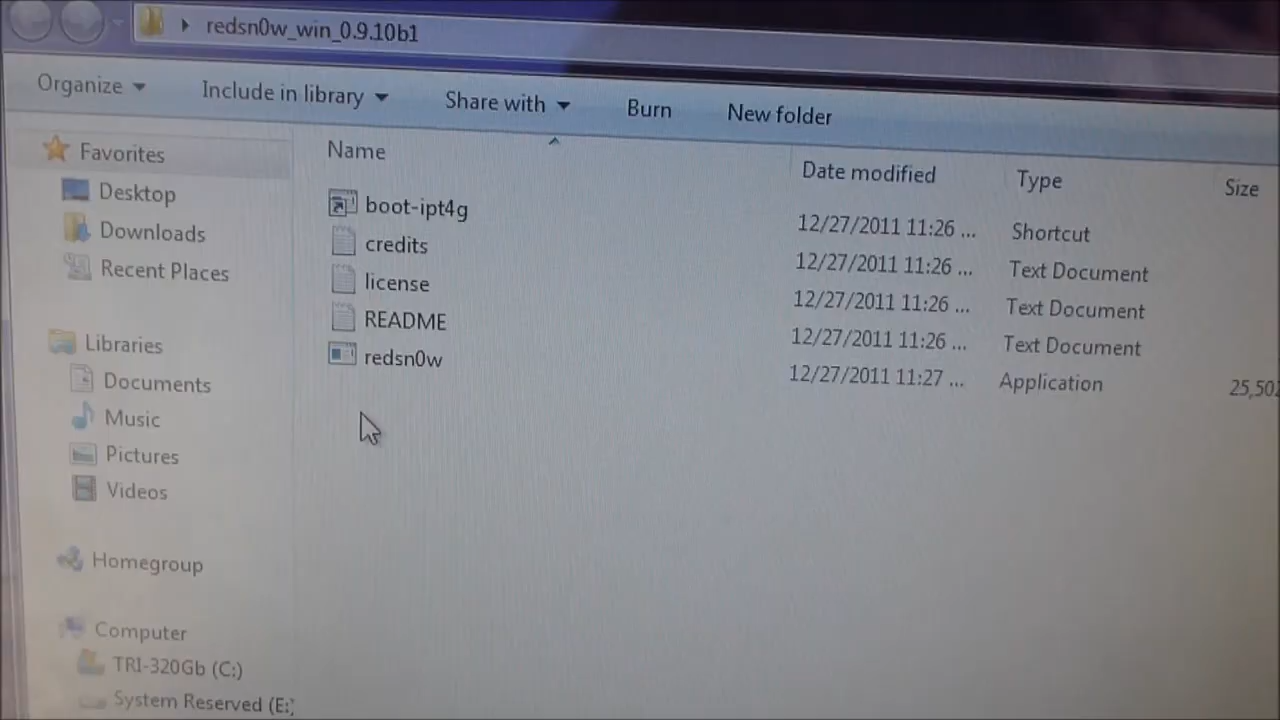 redsn0w_win_0.9.10b1
Organize Include in library Share with Burn New folder
Favorites
Desktop
Downloads
Recent Places
Libraries
Documents
Music
Pictures
Videos
Homegroup
Computer
TRI-320Gb (C:)
System Reserved (E:)
Name Date modified Type Size
boot-ipt4g 12/27/2011 11:26 ... Shortcut
credits 12/27/2011 11:26 ... Text Document
license 12/27/2011 11:26 ... Text Document
README 12/27/2011 11:26 ... Text Document
redsn0w 12/27/2011 11:27 ... Application 25,502